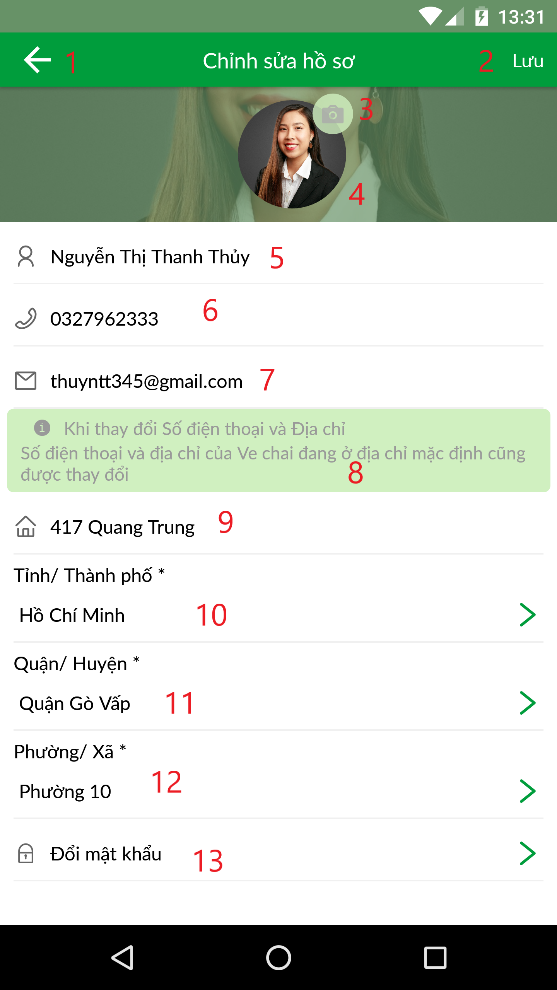 13:31
1 Chỉnh sửa hồ sơ 2 Lưu
3
4
Nguyễn Thị Thanh Thủy 5
0327962333 6
thuyntt345@gmail.com 7
1 Khi thay đổi Số điện thoại và Địa chỉ
Số điện thoại và địa chỉ của Ve chai đang ở địa chỉ mặc định cũng
được thay đổi 8
417 Quang Trung 9
Tỉnh/ Thành phố *
Hồ Chí Minh 10
Quận/ Huyện *
Quận Gò Vấp 11
Phường/ Xã *
Phường 10 12
Đổi mật khẩu 13